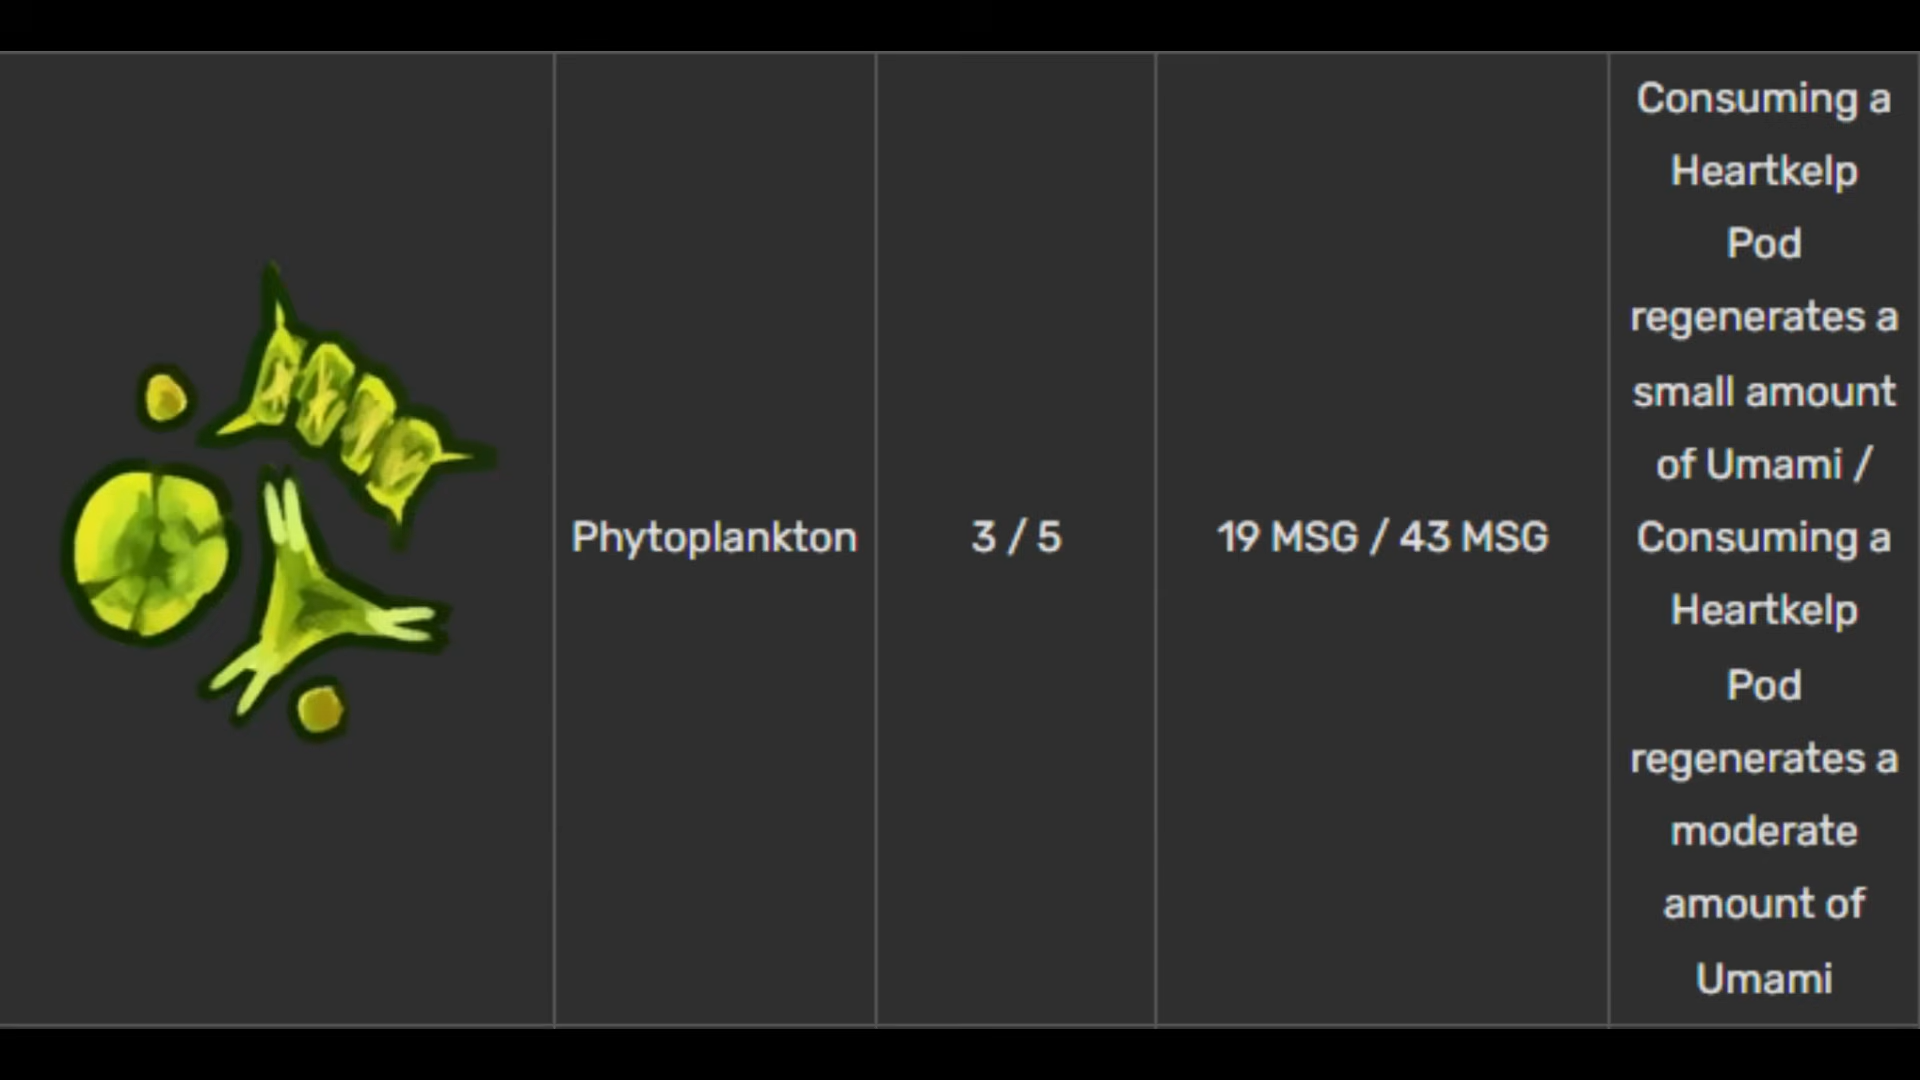 Phytoplankton
3 / 5
19 MSG / 43 MSG
Consuming a
Heartkelp
Pod
regenerates a
small amount
of Umami /
Consuming a
Heartkelp
Pod
regenerates a
moderate
amount of
Umami